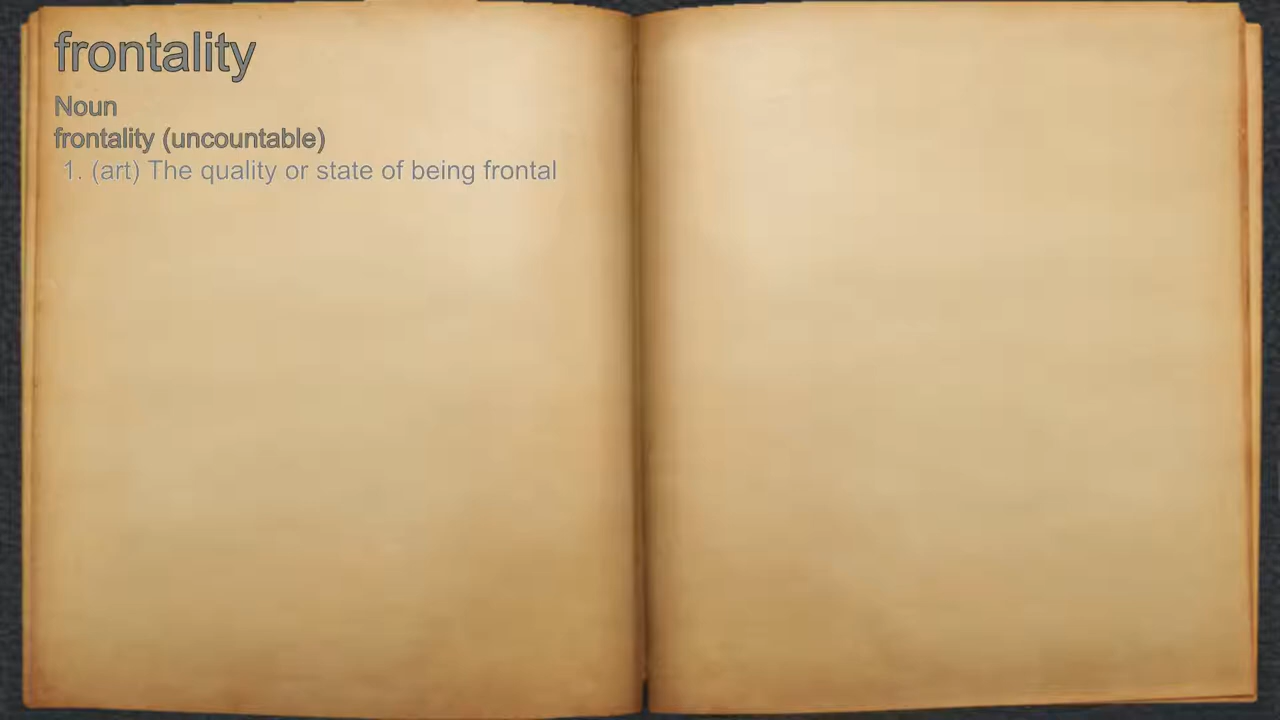 frontality
Noun
frontality (uncountable)
1. (art) The quality or state of being frontal